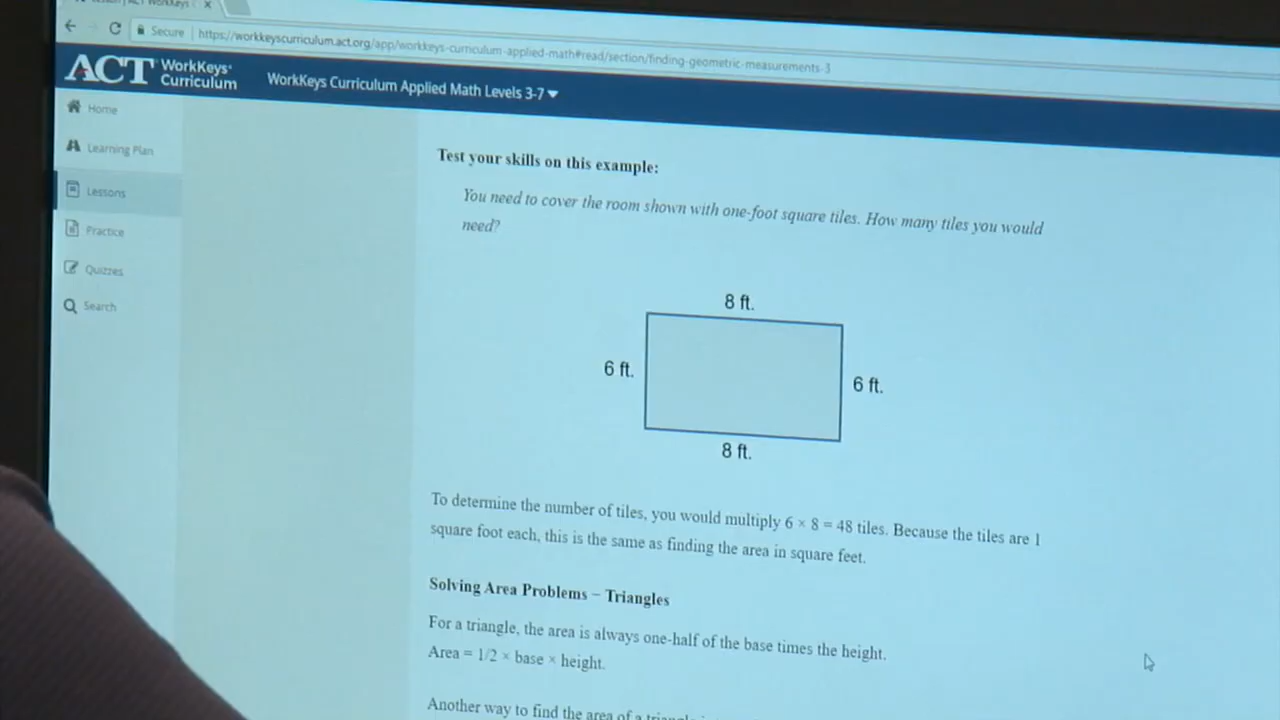 Secure https://workkeyscurriculum.act.org/app/workkeys-curriculum-applied-math#read/section/finding-geometric-measurements-3
ACT WorkKeys®
Curriculum
WorkKeys Curriculum Applied Math Levels 3-7
Home
Learning Plan
Lessons
Practice
Quizzes
Search
Test your skills on this example:
You need to cover the room shown with one-foot square tiles. How many tiles you would
need?
8 ft.
6 ft.
6 ft.
8 ft.
To determine the number of tiles, you would multiply 6 × 8 = 48 tiles. Because the tiles are 1
square foot each, this is the same as finding the area in square feet.
Solving Area Problems – Triangles
For a triangle, the area is always one-half of the base times the height.
Area = 1/2 × base × height.
Another way to find the area of a